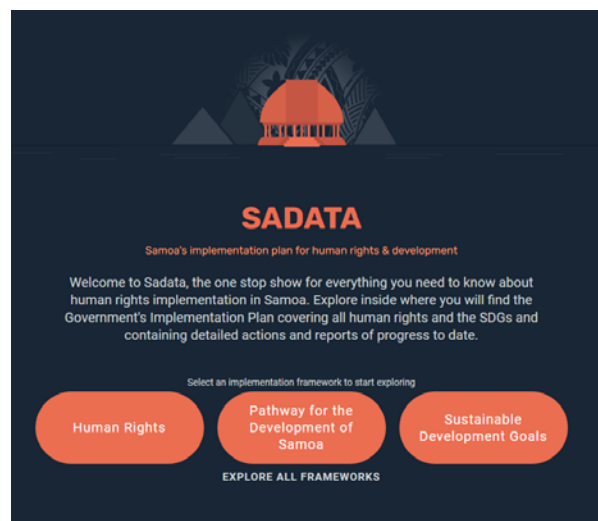 SADATA
Samoa's implementation plan for human rights & development
Welcome to Sadata, the one stop show for everything you need to know about
human rights implementation in Samoa. Explore inside where you will find the
Government's Implementation Plan covering all human rights and the SDGs and
containing detailed actions and reports of progress to date.
Select an implementation framework to start exploring
Human Rights
Pathway for the
Development of
Samoa
Sustainable
Development Goals
EXPLORE ALL FRAMEWORKS